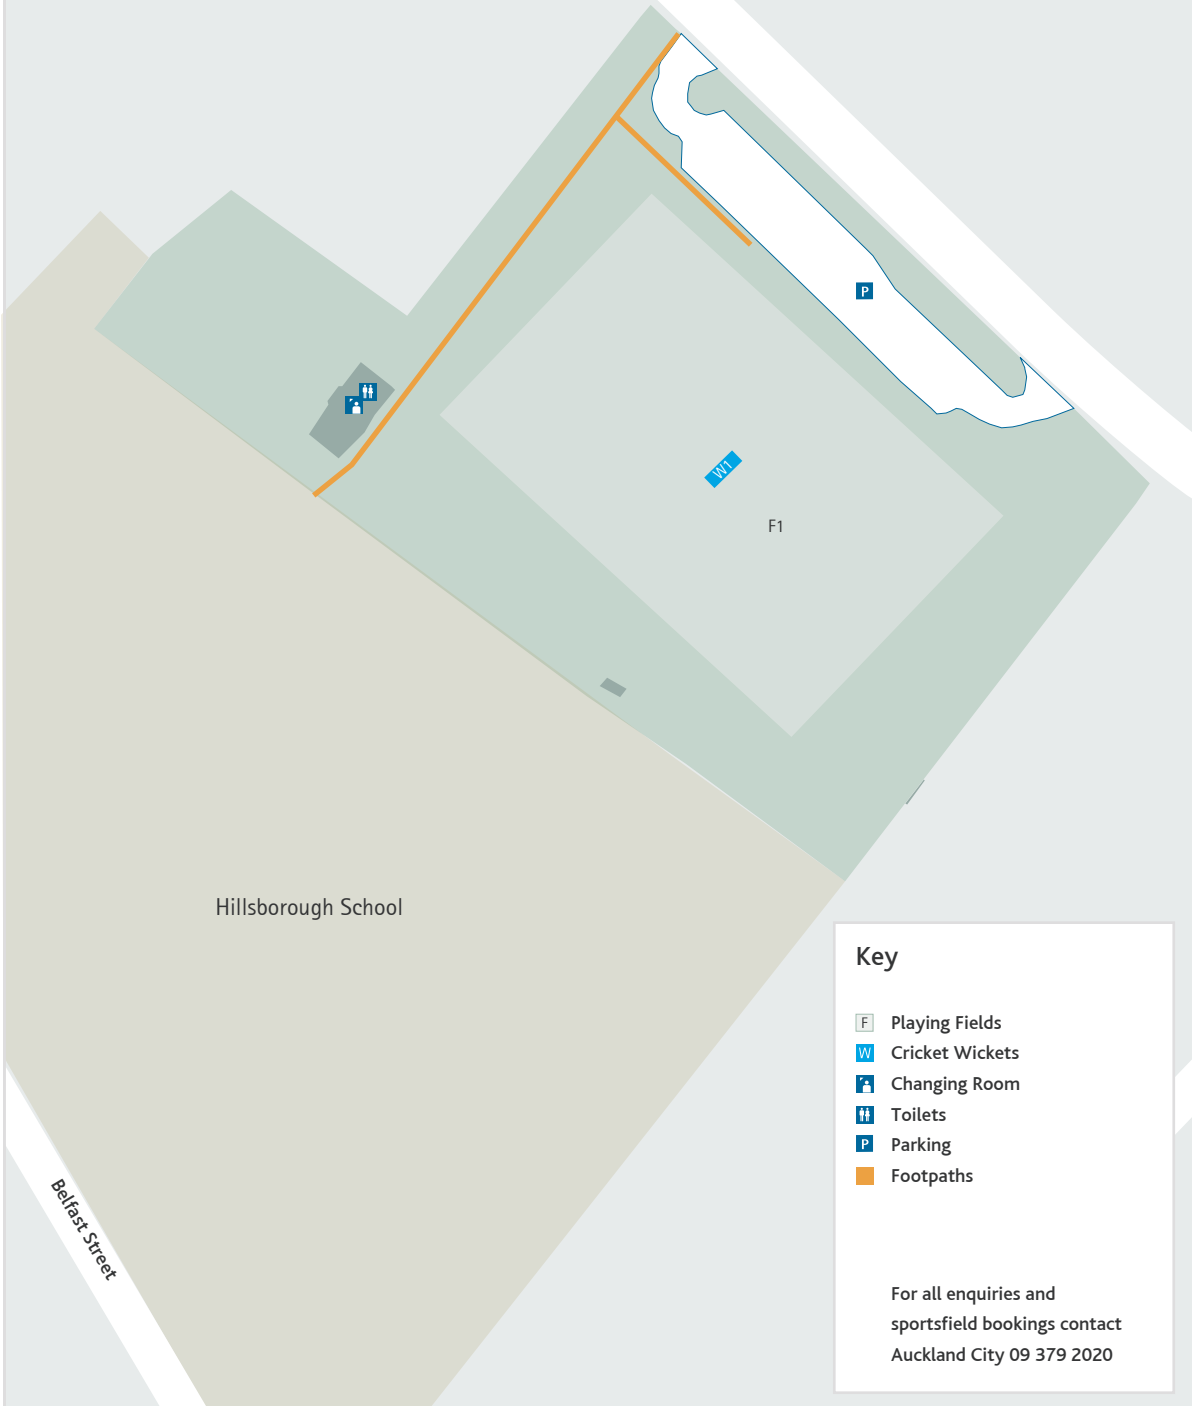 P
W1
F1
Hillsborough School
Belfast Street
Key
F Playing Fields
W Cricket Wickets
Changing Room
Toilets
P Parking
Footpaths
For all enquiries and
sportsfield bookings contact
Auckland City 09 379 2020